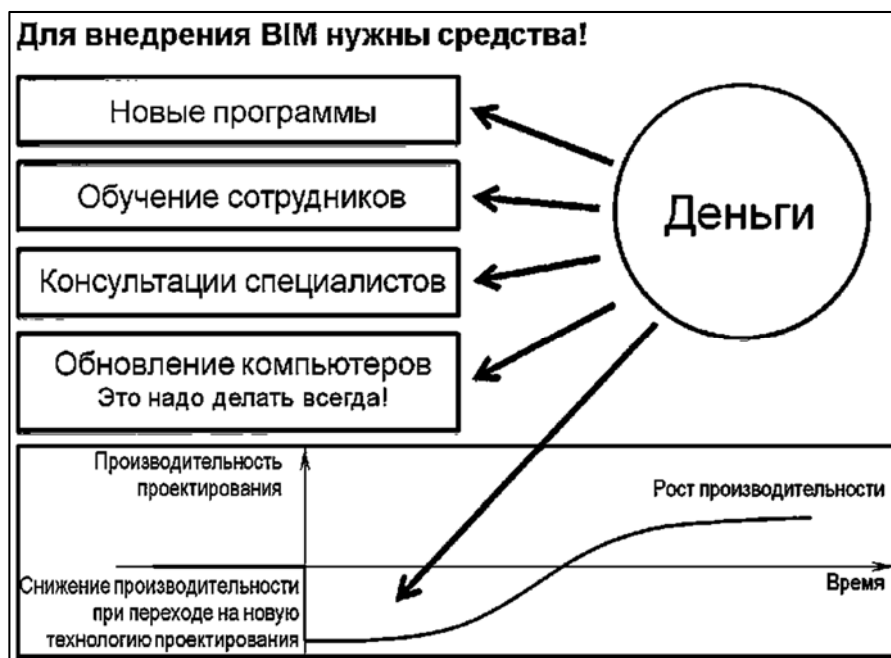 Для внедрения BIM нужны средства!
Новые программы
Обучение сотрудников
Консультации специалистов
Обновление компьютеров
Это надо делать всегда!
Деньги
Производительность
проектирования
Рост производительности
Время
Снижение производительности
при переходе на новую
технологию проектирования